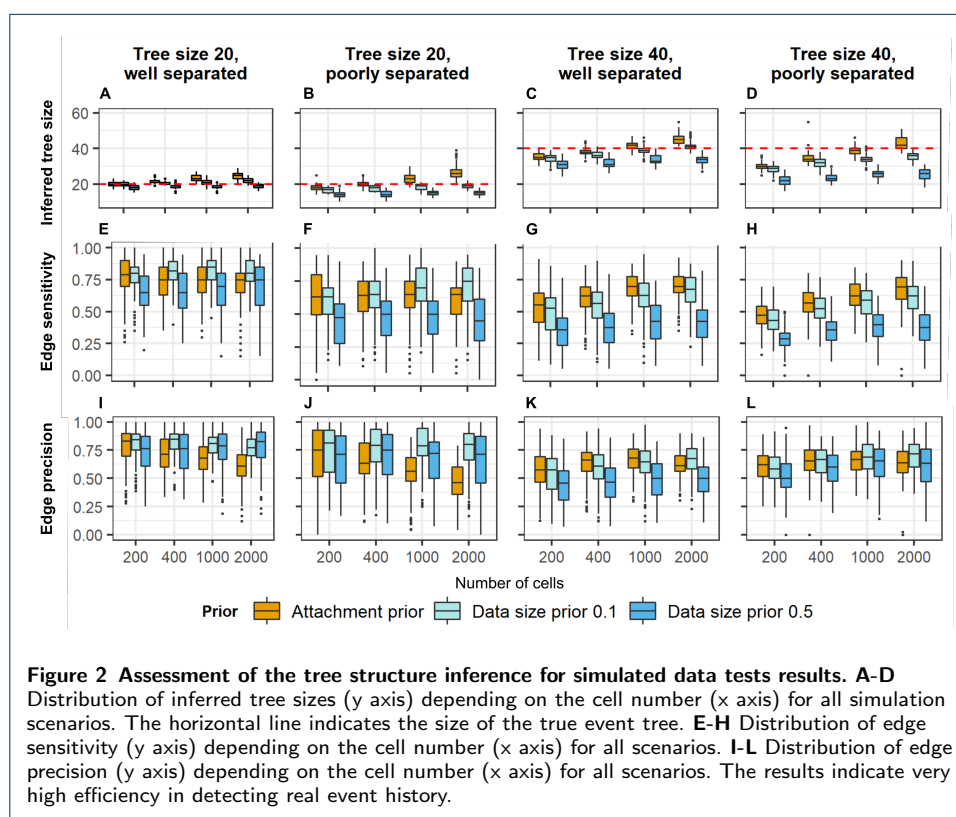 Tree size 20,
well separated
Tree size 20,
poorly separated
Tree size 40,
well separated
Tree size 40,
poorly separated
A
B
C
D
Inferred tree size
60
40
20
E
F
G
H
Edge sensitivity
1.00
0.75
0.50
0.25
0.00
I
J
K
L
Edge precision
1.00
0.75
0.50
0.25
0.00
200 400 1000 2000
200 400 1000 2000
200 400 1000 2000
200 400 1000 2000
Number of cells
Prior Attachment prior Data size prior 0.1 Data size prior 0.5
Figure 2 Assessment of the tree structure inference for simulated data tests results. A-D
Distribution of inferred tree sizes (y axis) depending on the cell number (x axis) for all simulation
scenarios. The horizontal line indicates the size of the true event tree. E-H Distribution of edge
sensitivity (y axis) depending on the cell number (x axis) for all scenarios. I-L Distribution of edge
precision (y axis) depending on the cell number (x axis) for all scenarios. The results indicate very
high efficiency in detecting real event history.